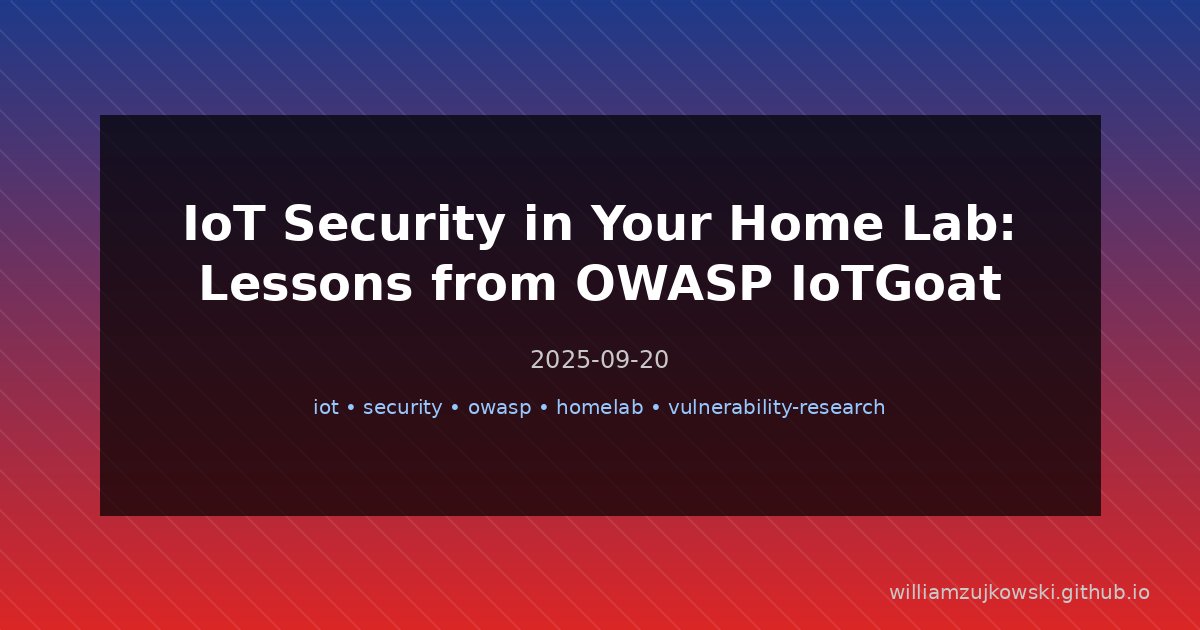 IoT Security in Your Home Lab:
Lessons from OWASP IoTGoat
2025-09-20
iot • security • owasp • homelab • vulnerability-research
williamzujkowski.github.io